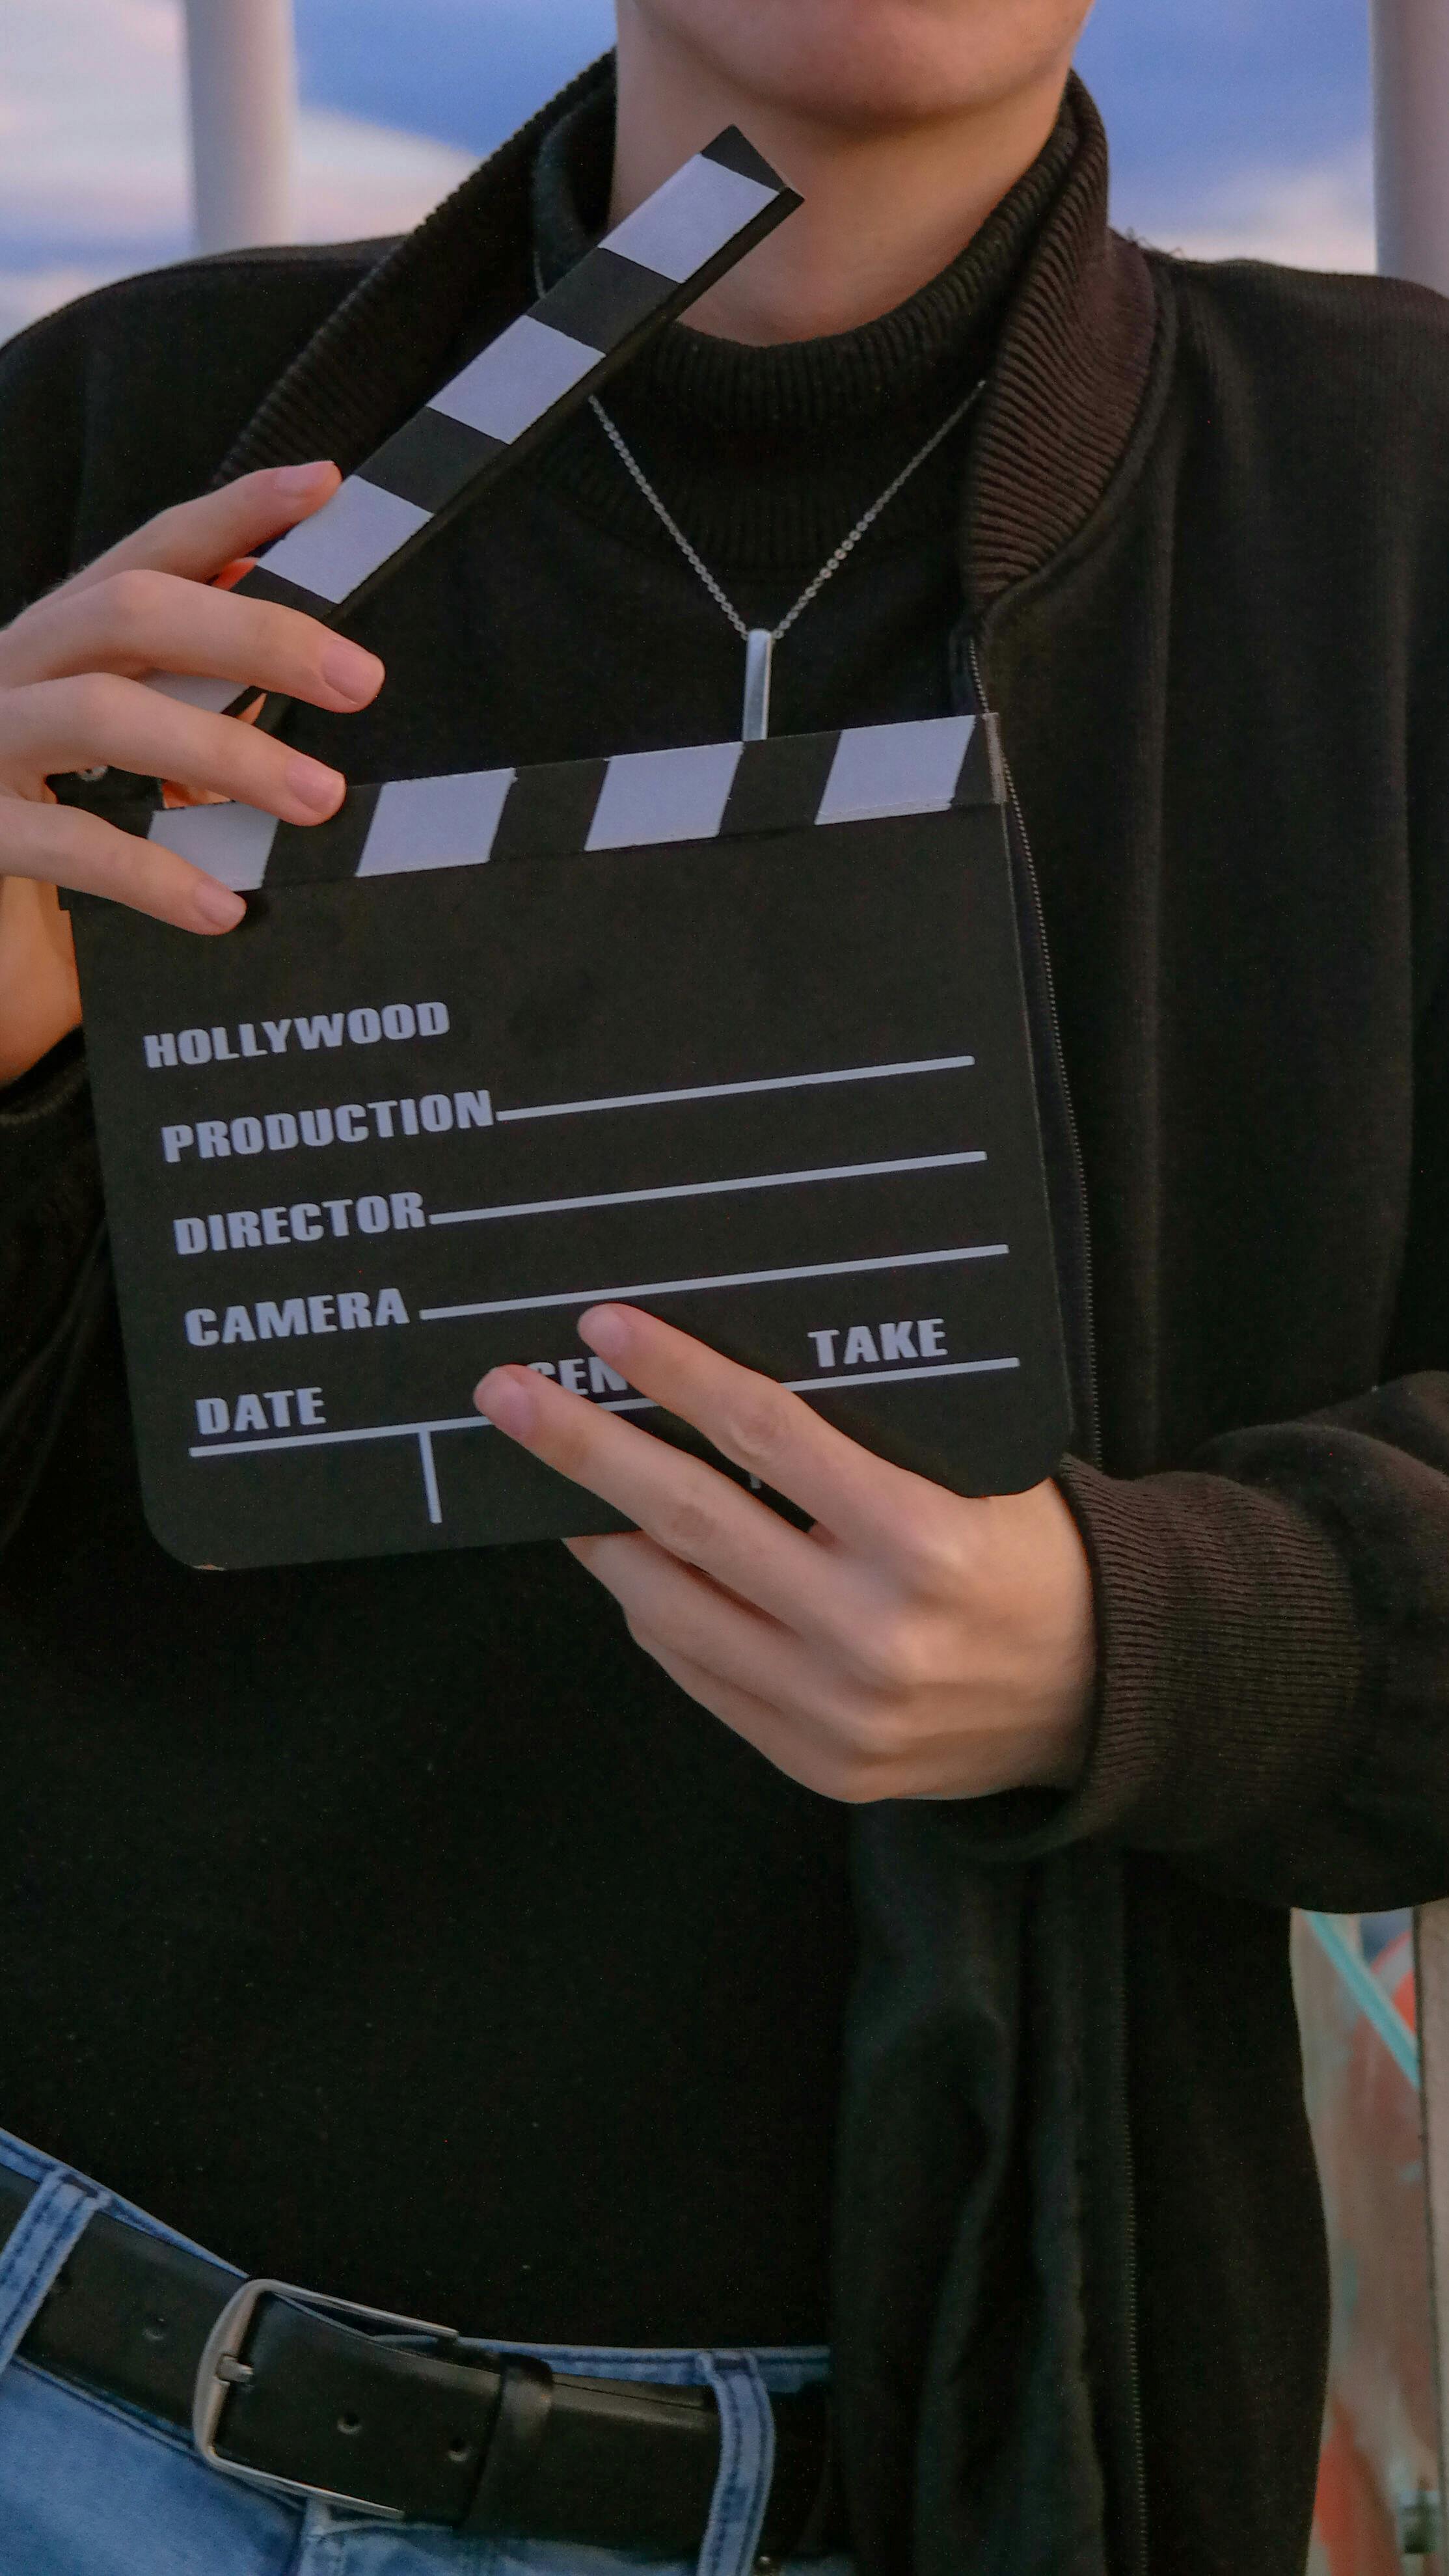 HOLLYWOOD
PRODUCTION
DIRECTOR
CAMERA
DATE TAKE